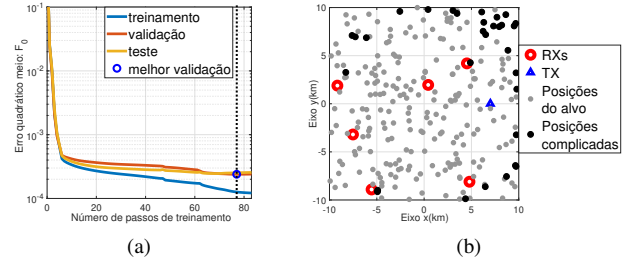 10⁻¹
10⁻²
10⁻³
10⁻⁴
Erro quadrático meio: F₀
treinamento
validação
teste
melhor validação
0
20
40
60
80
Número de passos de treinamento
(a)
10
5
0
-5
-10
Eixo y(km)
-10
-5
0
5
10
Eixo x(km)
RXs
TX
Posições
do alvo
Posições
complicadas
(b)